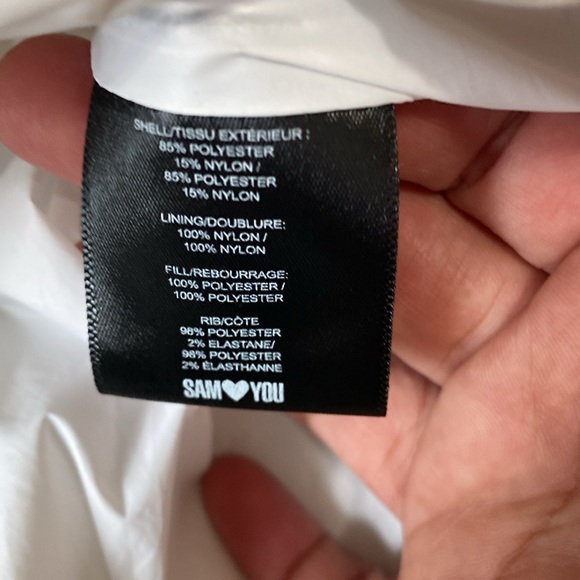 SHELL/TISSU EXTÉRIEUR :
85% POLYESTER
15% NYLON /
85% POLYESTER
15% NYLON
LINING/DOUBLURE:
100% NYLON /
100% NYLON
FILL/REBOURRAGE:
100% POLYESTER /
100% POLYESTER
RIB/CÔTE
98% POLYESTER
2% ELASTANE/
98% POLYESTER
2% ÉLASTHANNE
SAM YOU